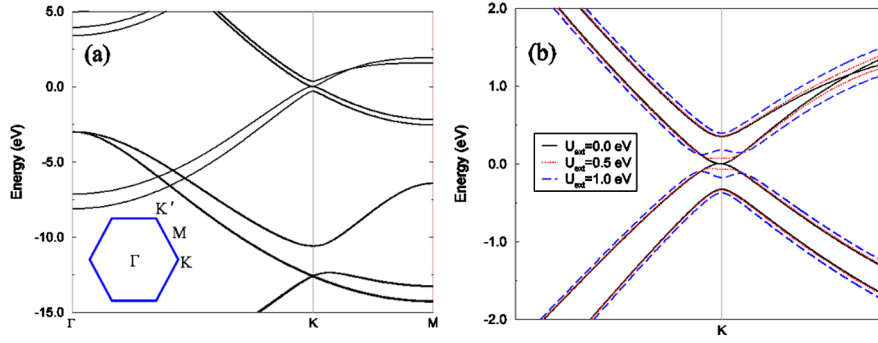 (a)
Energy (eV)
5.0
0.0
-5.0
-10.0
-15.0
Γ
K
M
K′
M
Γ
K
(b)
Energy (eV)
2.0
1.0
0.0
-1.0
-2.0
K
U_ext=0.0 eV
U_ext=0.5 eV
U_ext=1.0 eV